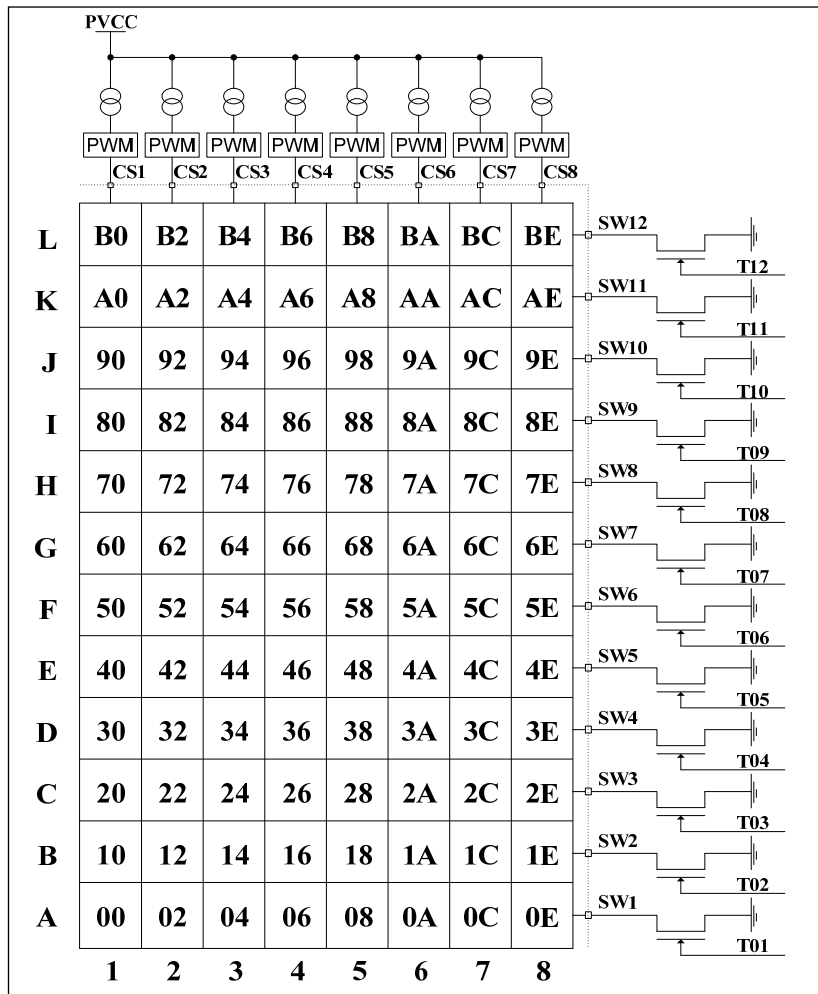 PVCC
PWM PWM PWM PWM PWM PWM PWM PWM
CS1 CS2 CS3 CS4 CS5 CS6 CS7 CS8
L B0 B2 B4 B6 B8 BA BC BE SW12
T12
K A0 A2 A4 A6 A8 AA AC AE SW11
T11
J 90 92 94 96 98 9A 9C 9E SW10
T10
I 80 82 84 86 88 8A 8C 8E SW9
T09
H 70 72 74 76 78 7A 7C 7E SW8
T08
G 60 62 64 66 68 6A 6C 6E SW7
T07
F 50 52 54 56 58 5A 5C 5E SW6
T06
E 40 42 44 46 48 4A 4C 4E SW5
T05
D 30 32 34 36 38 3A 3C 3E SW4
T04
C 20 22 24 26 28 2A 2C 2E SW3
T03
B 10 12 14 16 18 1A 1C 1E SW2
T02
A 00 02 04 06 08 0A 0C 0E SW1
T01
1 2 3 4 5 6 7 8